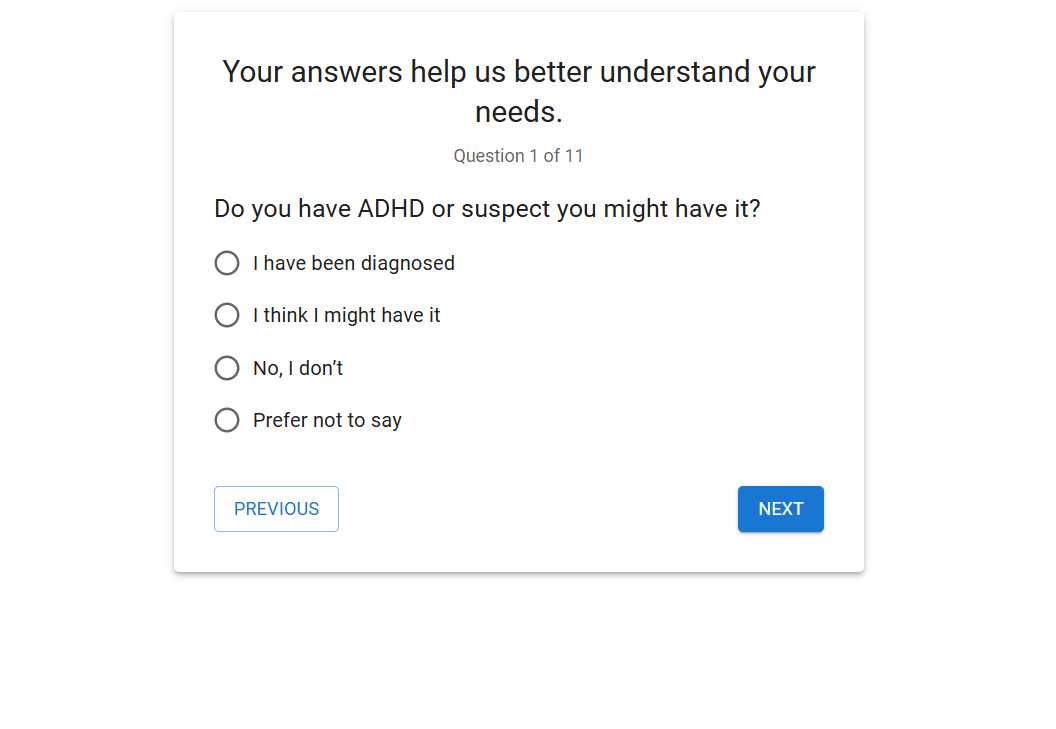 Your answers help us better understand your
needs.
Question 1 of 11
Do you have ADHD or suspect you might have it?
I have been diagnosed
I think I might have it
No, I don’t
Prefer not to say
PREVIOUS
NEXT